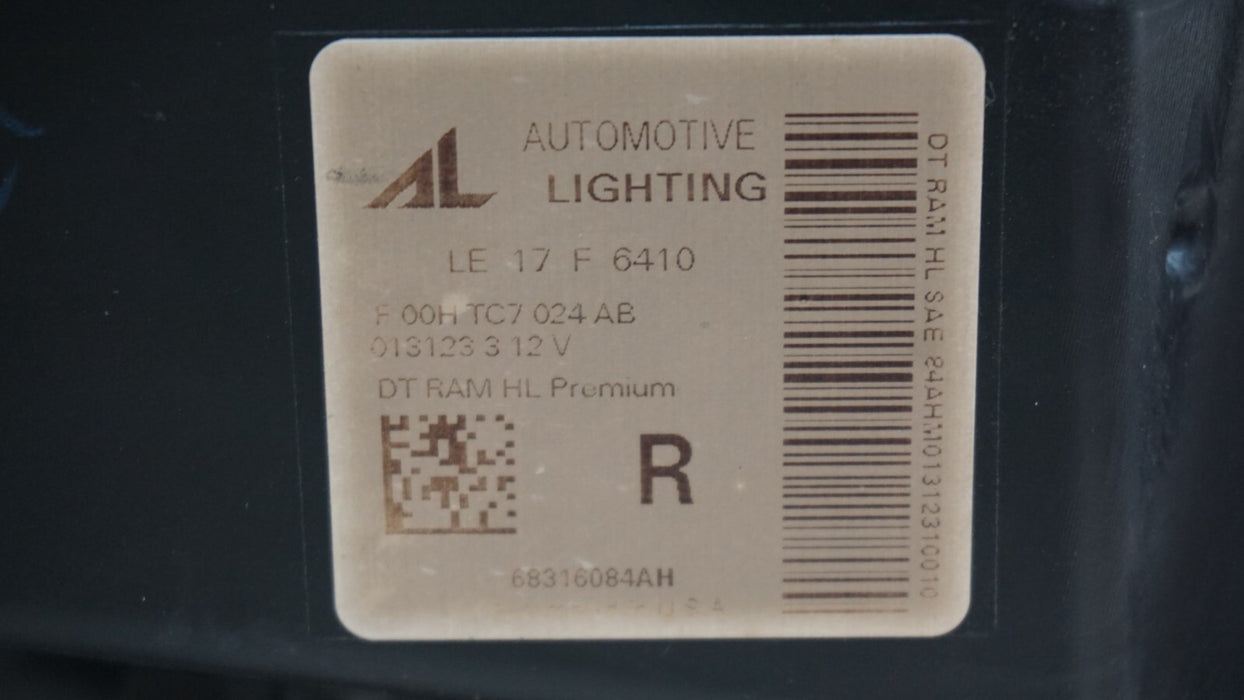 AL
AUTOMOTIVE
LIGHTING
LE 17 F 6410
F 00H TC7 024 AB
013123 3 12 V
DT RAM HL Premium
R
68316084AH
U S A
DT RAM HL SAE 84AHM01312310010